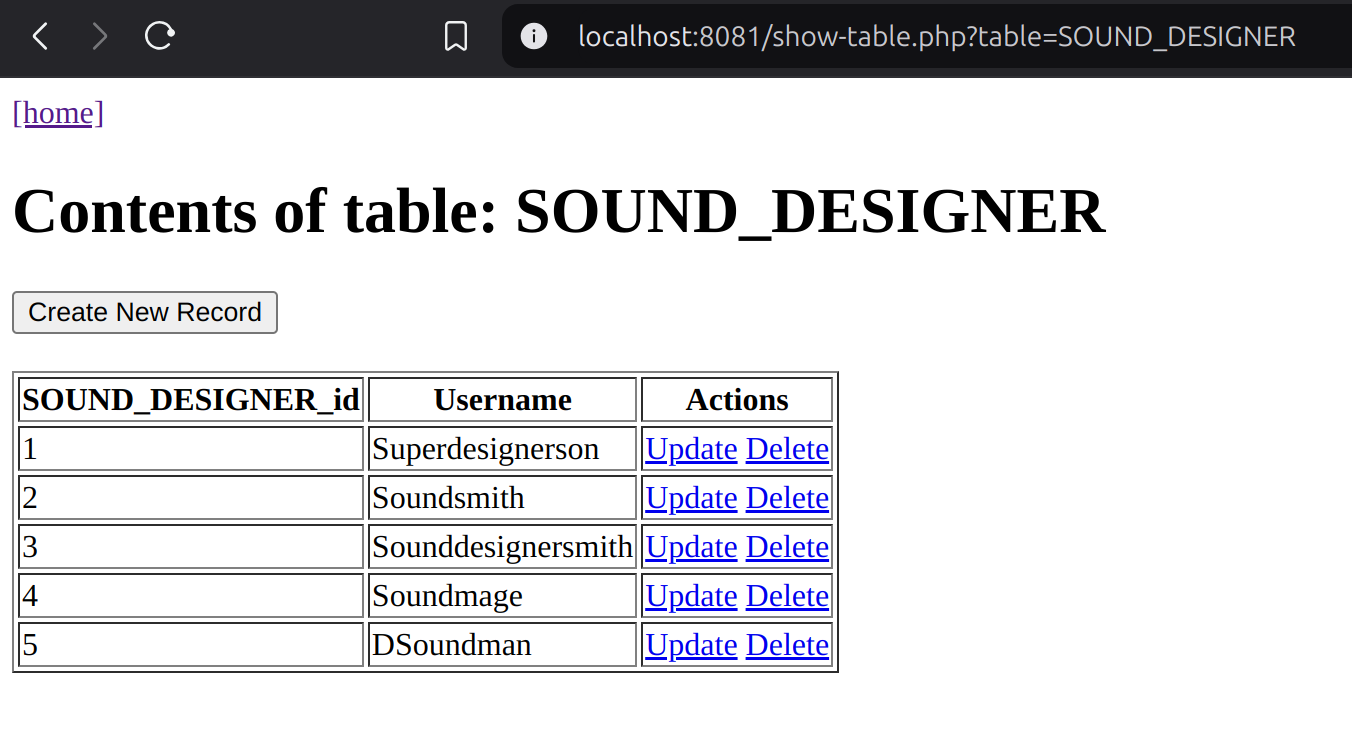 localhost:8081/show-table.php?table=SOUND_DESIGNER
[home]
Contents of table: SOUND_DESIGNER
Create New Record
SOUND_DESIGNER_id Username Actions
1 Superdesignerson Update Delete
2 Soundsmith Update Delete
3 Sounddesignersmith Update Delete
4 Soundmage Update Delete
5 DSoundman Update Delete